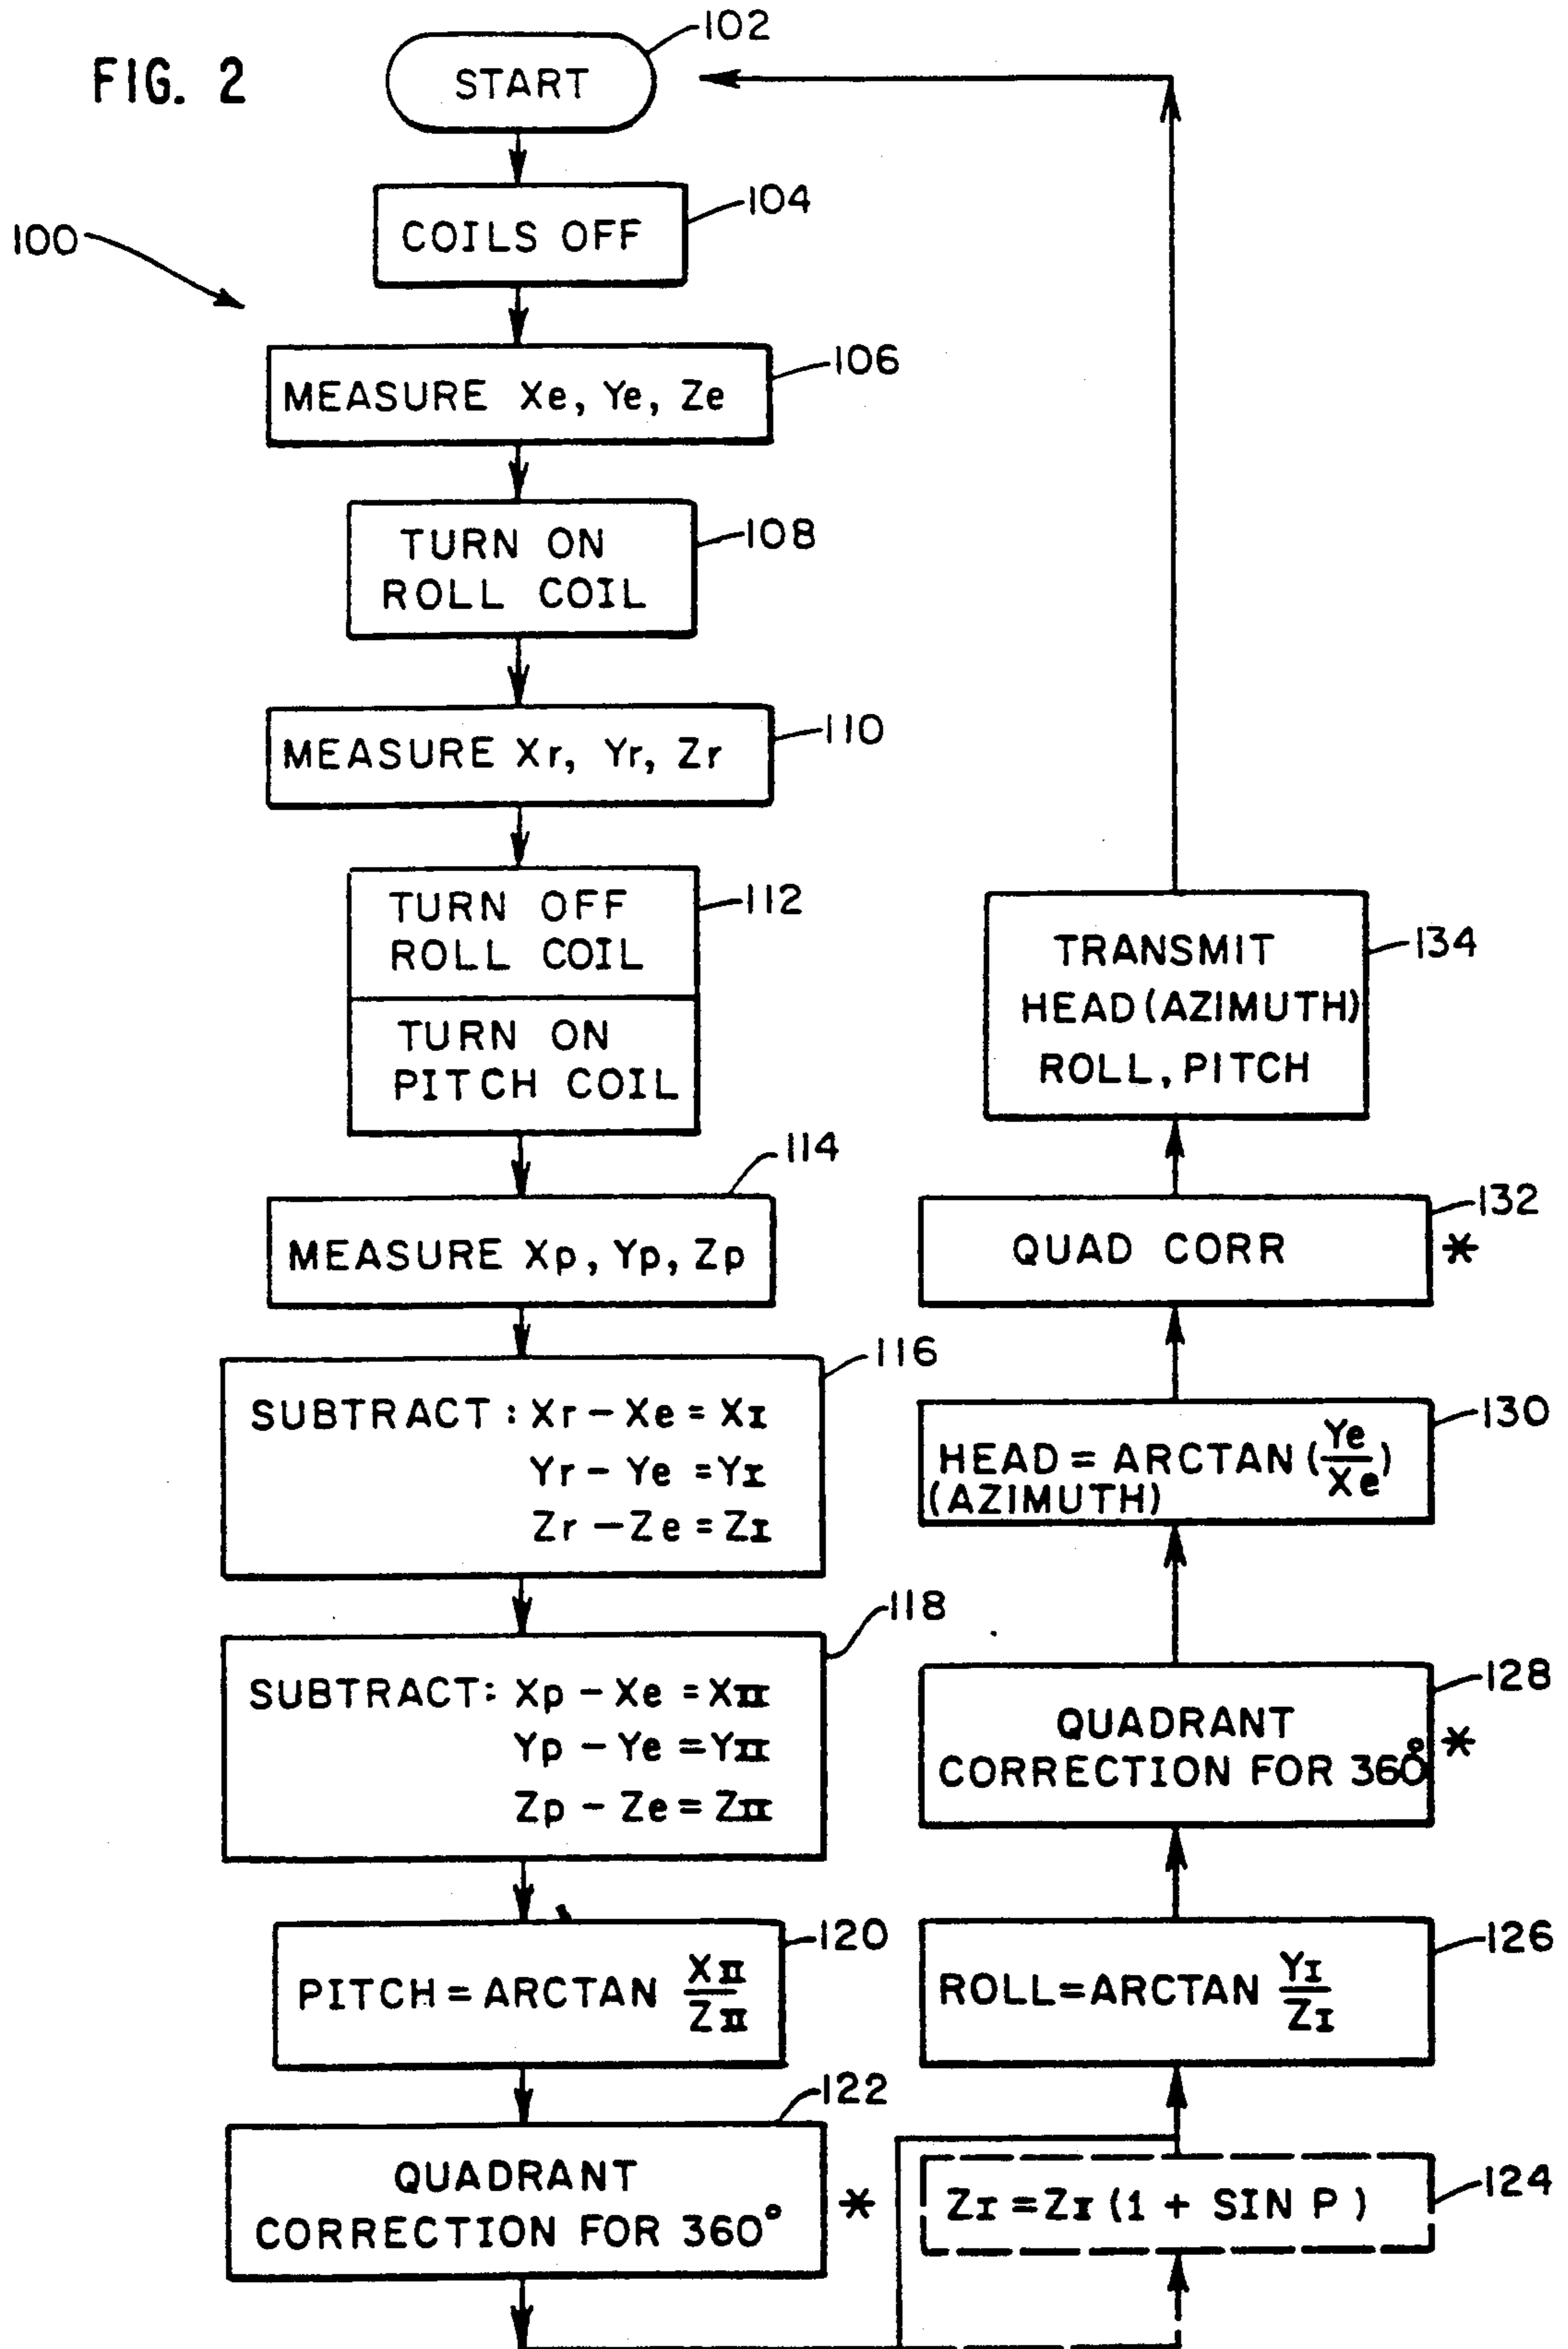 FIG. 2
102
START
104
COILS OFF
100
106
MEASURE Xe, Ye, Ze
108
TURN ON
ROLL COIL
110
MEASURE Xr, Yr, Zr
112
TURN OFF
ROLL COIL
TURN ON
PITCH COIL
114
MEASURE Xp, Yp, Zp
116
SUBTRACT: Xr – Xe = XI
Yr – Ye = YI
Zr – Ze = ZI
118
SUBTRACT: Xp – Xe = XII
Yp – Ye = YII
Zp – Ze = ZII
120
PITCH = ARCTAN XII/ZII
122
QUADRANT
CORRECTION FOR 360° *
124
ZI = ZI (1 + SIN P)
126
ROLL = ARCTAN YI/ZI
128
QUADRANT
CORRECTION FOR 360° *
130
HEAD = ARCTAN (Ye/Xe)
(AZIMUTH)
132
QUAD CORR *
134
TRANSMIT
HEAD (AZIMUTH)
ROLL, PITCH